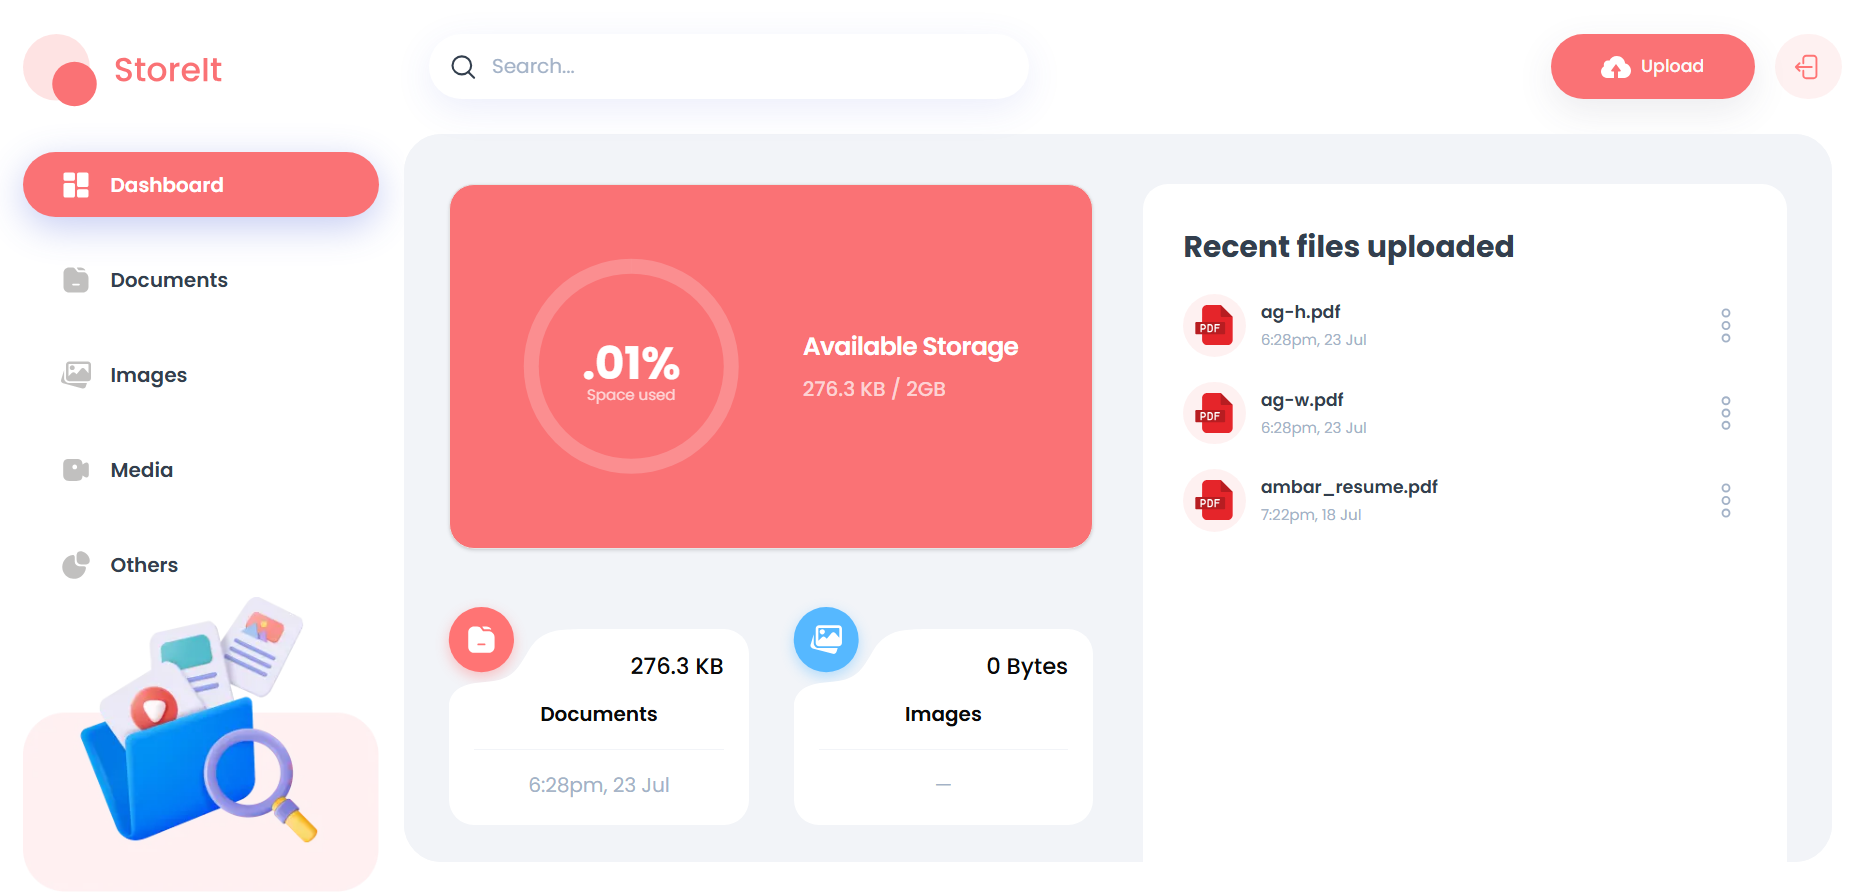 StoreIt
Search...
Upload
Dashboard
Documents
Images
Media
Others
.01%
Space used
Available Storage
276.3 KB / 2GB
276.3 KB
Documents
6:28pm, 23 Jul
0 Bytes
Images
—
Recent files uploaded
PDF
ag-h.pdf
6:28pm, 23 Jul
PDF
ag-w.pdf
6:28pm, 23 Jul
PDF
ambar_resume.pdf
7:22pm, 18 Jul